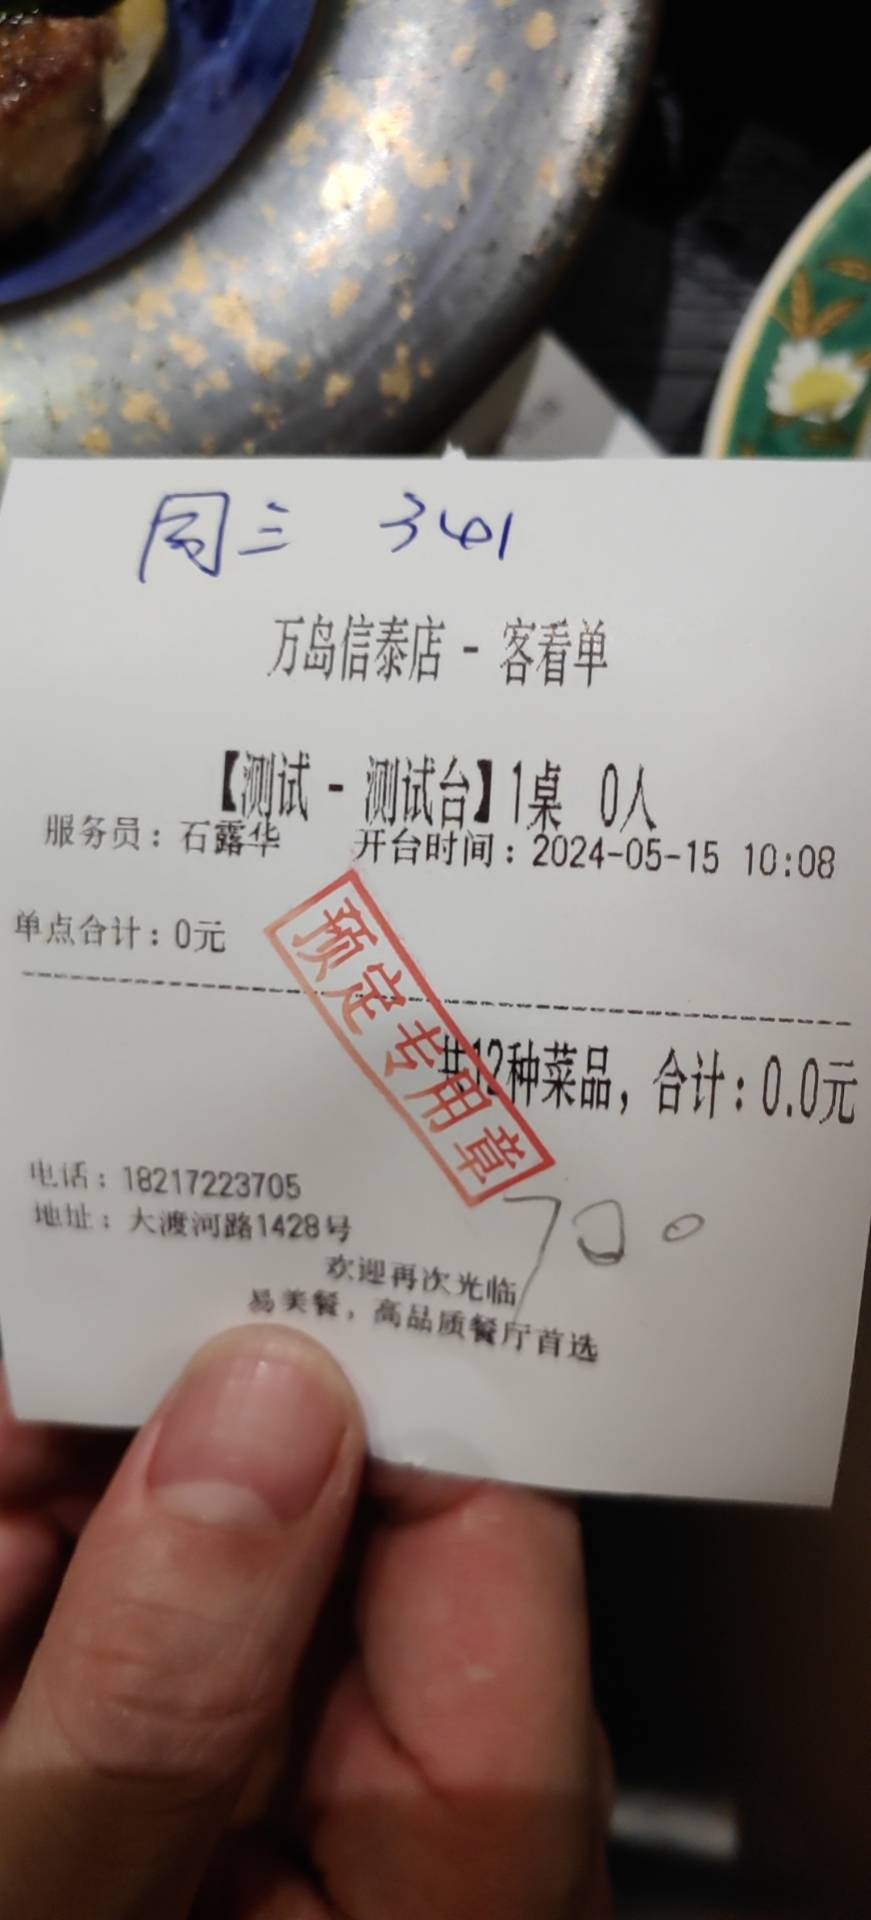 周三 341
万岛信泰店 - 客看单
【测试 - 测试台】1桌 0人
服务员：石露华 开台时间：2024-05-15 10:08
单点合计：0元
预定专用章
共12种菜品，合计：0.0元
电话：18217223705
地址：大渡河路1428号
700
欢迎再次光临
易美餐，高品质餐厅首选